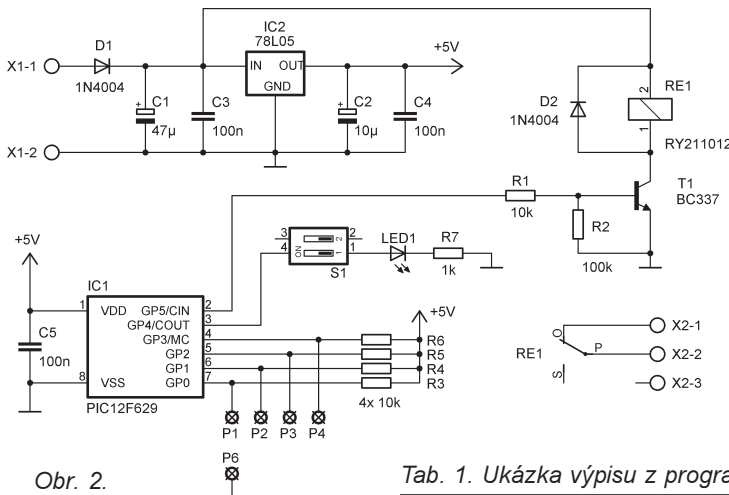 IC2
78L05
D1
X1-1
1N4004
IN
OUT
GND
+5V
+
C1
47µ
C3
100n
+
C2
10µ
C4
100n
X1-2
D2
1N4004
2
1
RE1
RY211012
R1
10k
R2
100k
T1
BC337
3
4
ON
2
1
2
1
S1
LED1
R7
1k
+5V
C5
100n
IC1
1
VDD
GP5/CIN
2
GP4/COUT
3
GP3/MC
4
GP2
5
GP1
6
8
VSS
GP0
7
PIC12F629
+5V
R6
R5
R4
R3
4x 10k
P1
P2
P3
P4
P6
RE1
O
P
S
X2-1
X2-2
X2-3
Obr. 2.
Tab. 1. Ukázka výpisu z progra